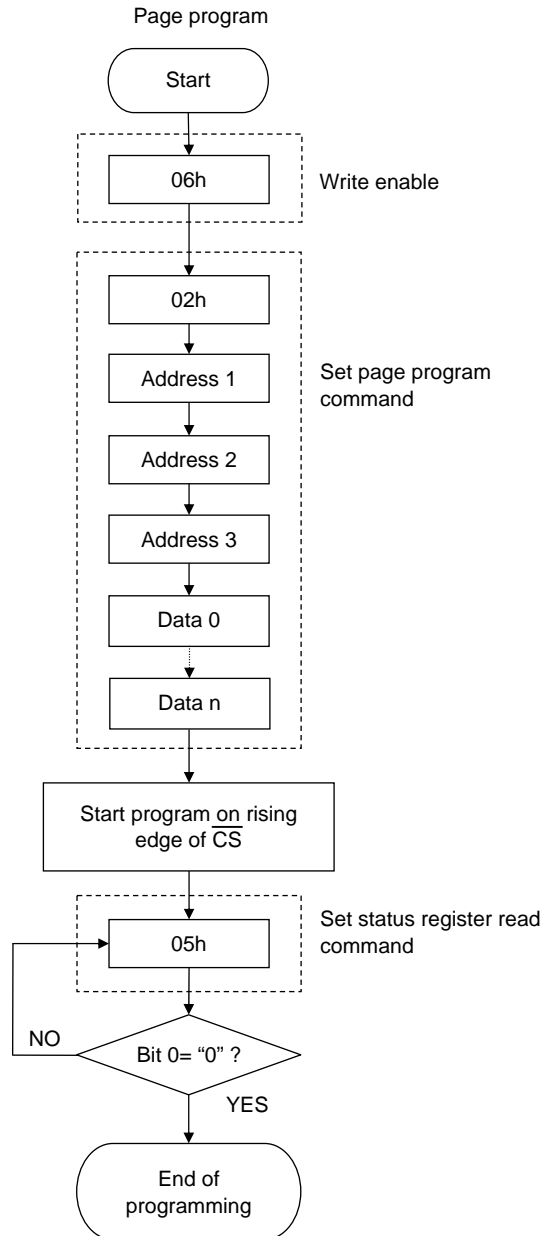 Page program
Start
06h
Write enable
02h
Address 1
Set page program
command
Address 2
Address 3
Data 0
Data n
Start program on rising
edge of C̅S̅
05h
Set status register read
command
NO
Bit 0= “0” ?
YES
End of
programming